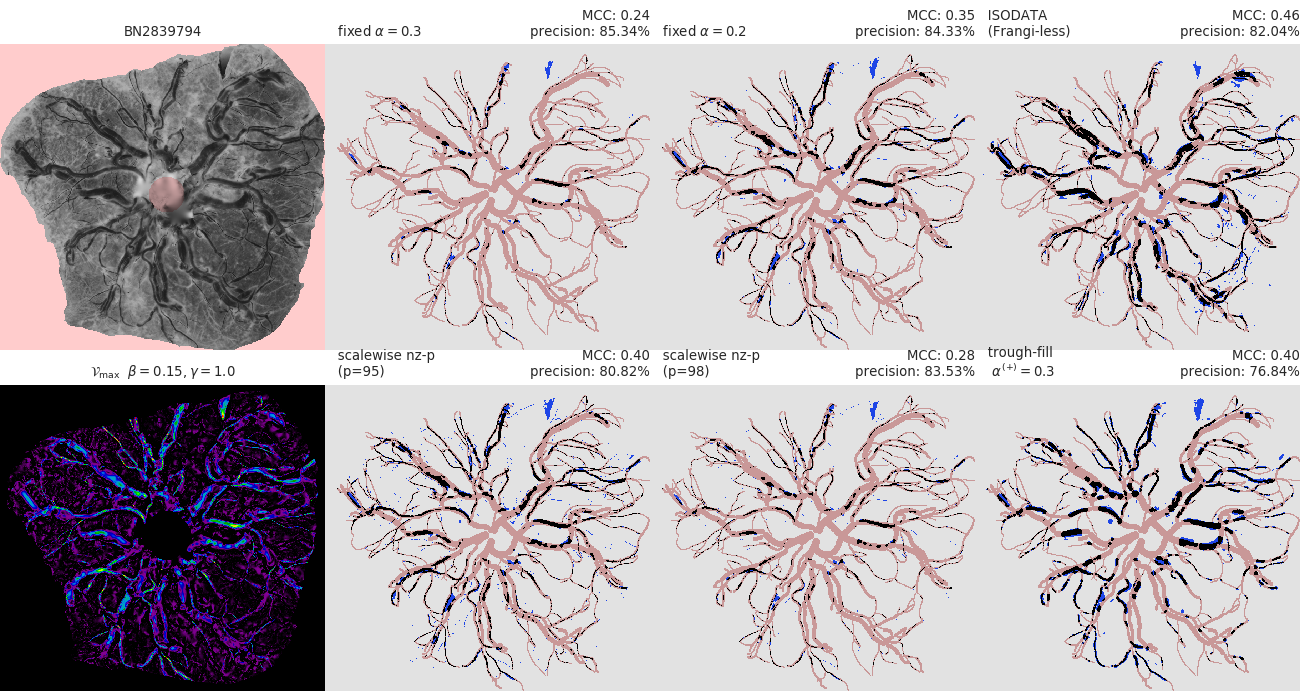 BN2839794
fixed α = 0.3
MCC: 0.24
precision: 85.34%
fixed α = 0.2
MCC: 0.35
precision: 84.33%
ISODATA
(Frangi-less)
MCC: 0.46
precision: 82.04%
𝒱max β = 0.15, γ = 1.0
scalewise nz-p
(p=95)
MCC: 0.40
precision: 80.82%
scalewise nz-p
(p=98)
MCC: 0.28
precision: 83.53%
trough-fill
α(+) = 0.3
MCC: 0.40
precision: 76.84%